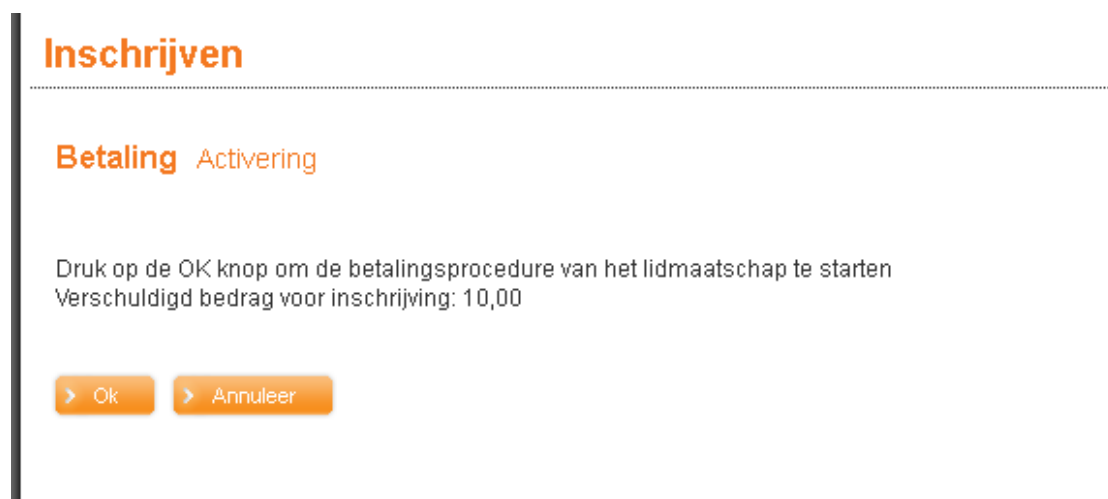 Inschrijven
Betaling Activering
Druk op de OK knop om de betalingsprocedure van het lidmaatschap te starten
Verschuldigd bedrag voor inschrijving: 10,00
Ok Annuleer